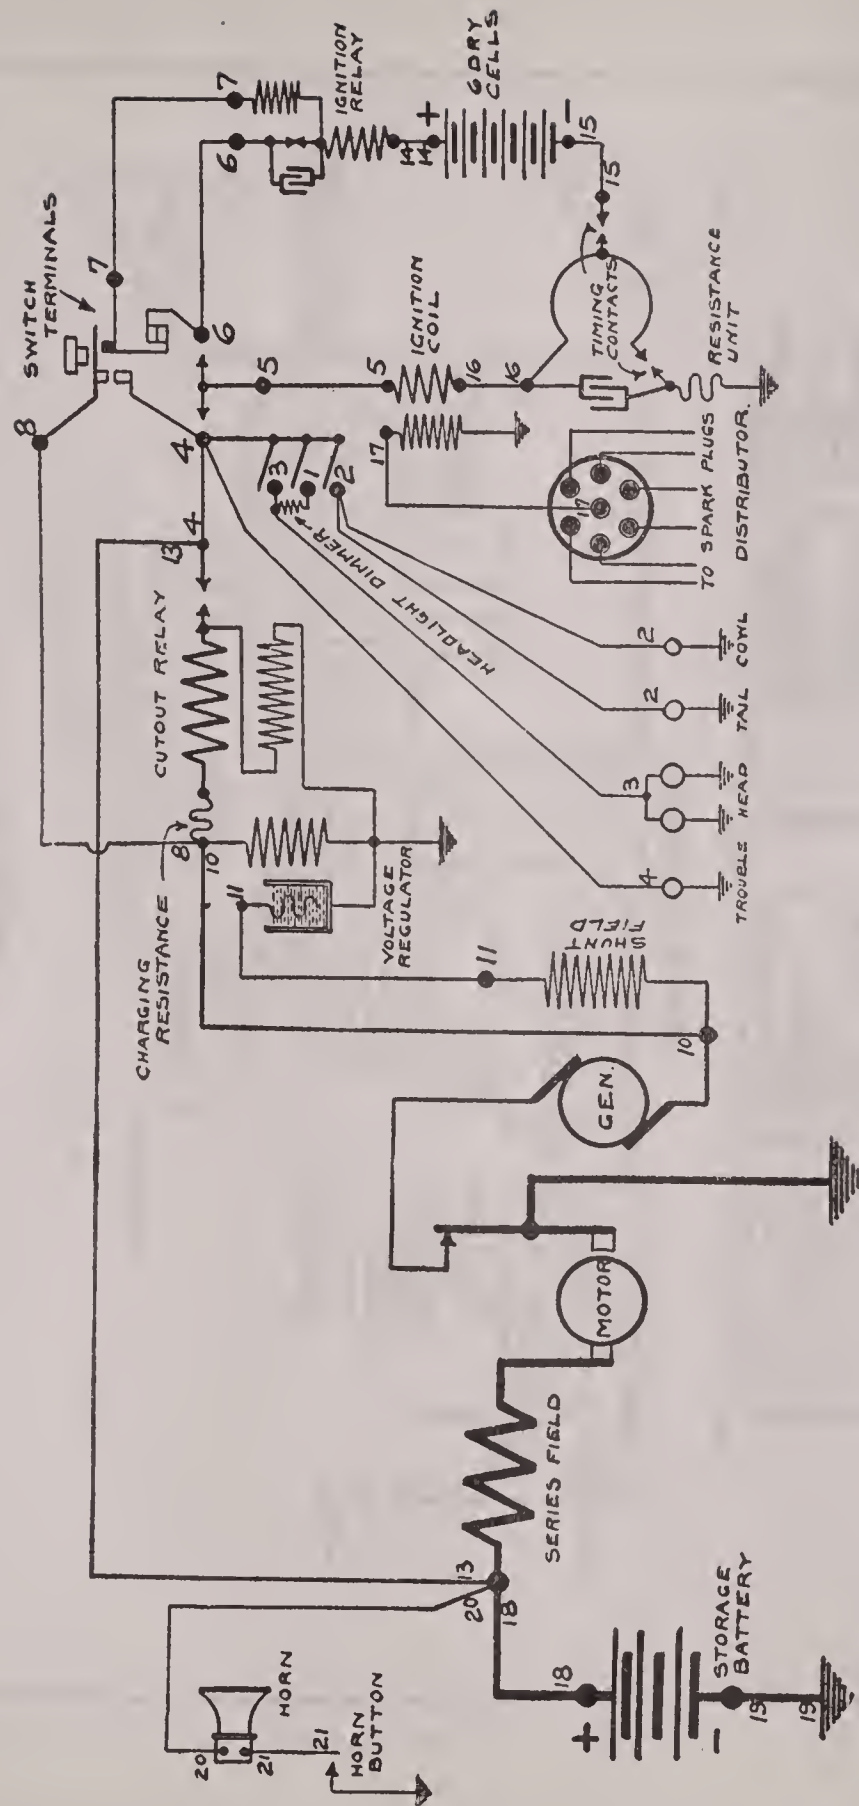 20
21
HORN
21
HORN
BUTTON
20
13
18
18
+
-
STORAGE
BATTERY
19
19
SERIES FIELD
MOTOR
GEN.
10
11
SHUNT
FIELD
CHARGING
RESISTANCE
8
10
11
VOLTAGE
REGULATOR
CUTOUT RELAY
13
4
4
8
SWITCH
TERMINALS
7
7
6
6
5
5
3
1
2
HEADLIGHT DIMMER
4
TROUBLE
3
HEAD
2
TAIL
2
COWL
17
17
TO SPARK PLUGS
DISTRIBUTOR
IGNITION
COIL
16
16
TIMING
CONTACTS
RESISTANCE
UNIT
IGNITION
RELAY
14
14
+
6 DRY
CELLS
-
15
15